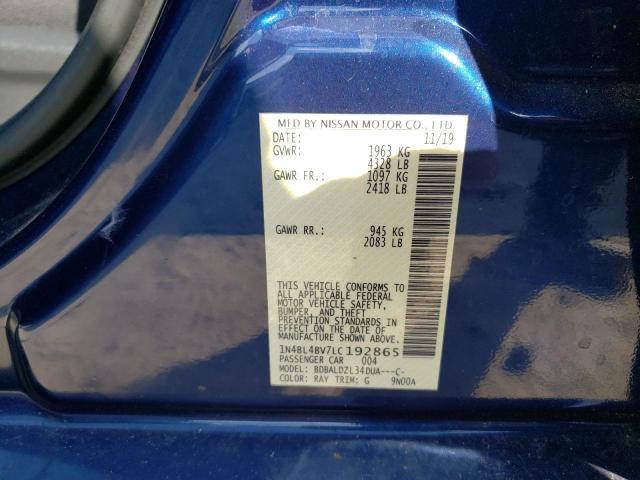 MFD BY NISSAN MOTOR CO., LTD.
DATE: 11/19
GVWR: 1963 KG
4328 LB
GAWR FR.: 1097 KG
2418 LB
GAWR RR.: 945 KG
2083 LB
THIS VEHICLE CONFORMS TO
ALL APPLICABLE FEDERAL
MOTOR VEHICLE SAFETY,
BUMPER, AND THEFT
PREVENTION STANDARDS IN
EFFECT ON THE DATE OF
MANUFACTURE SHOWN ABOVE.
1N4BL4BV7LC192865
PASSENGER CAR 004
MODEL: BDBALDZL34DUA---C-
COLOR: RAY TRIM: G 9N00A